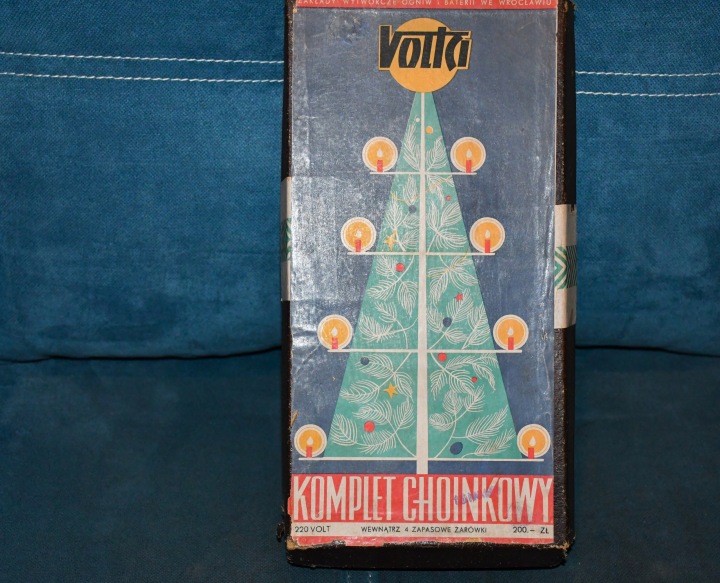 ZAKŁADY WYTWÓRCZE OGNIW I BATERII WE WROCŁAWIU
Volta
KOMPLET CHOINKOWY
220 VOLT WEWNĄTRZ 4 ZAPASOWE ŻARÓWKI 200.- ZŁ